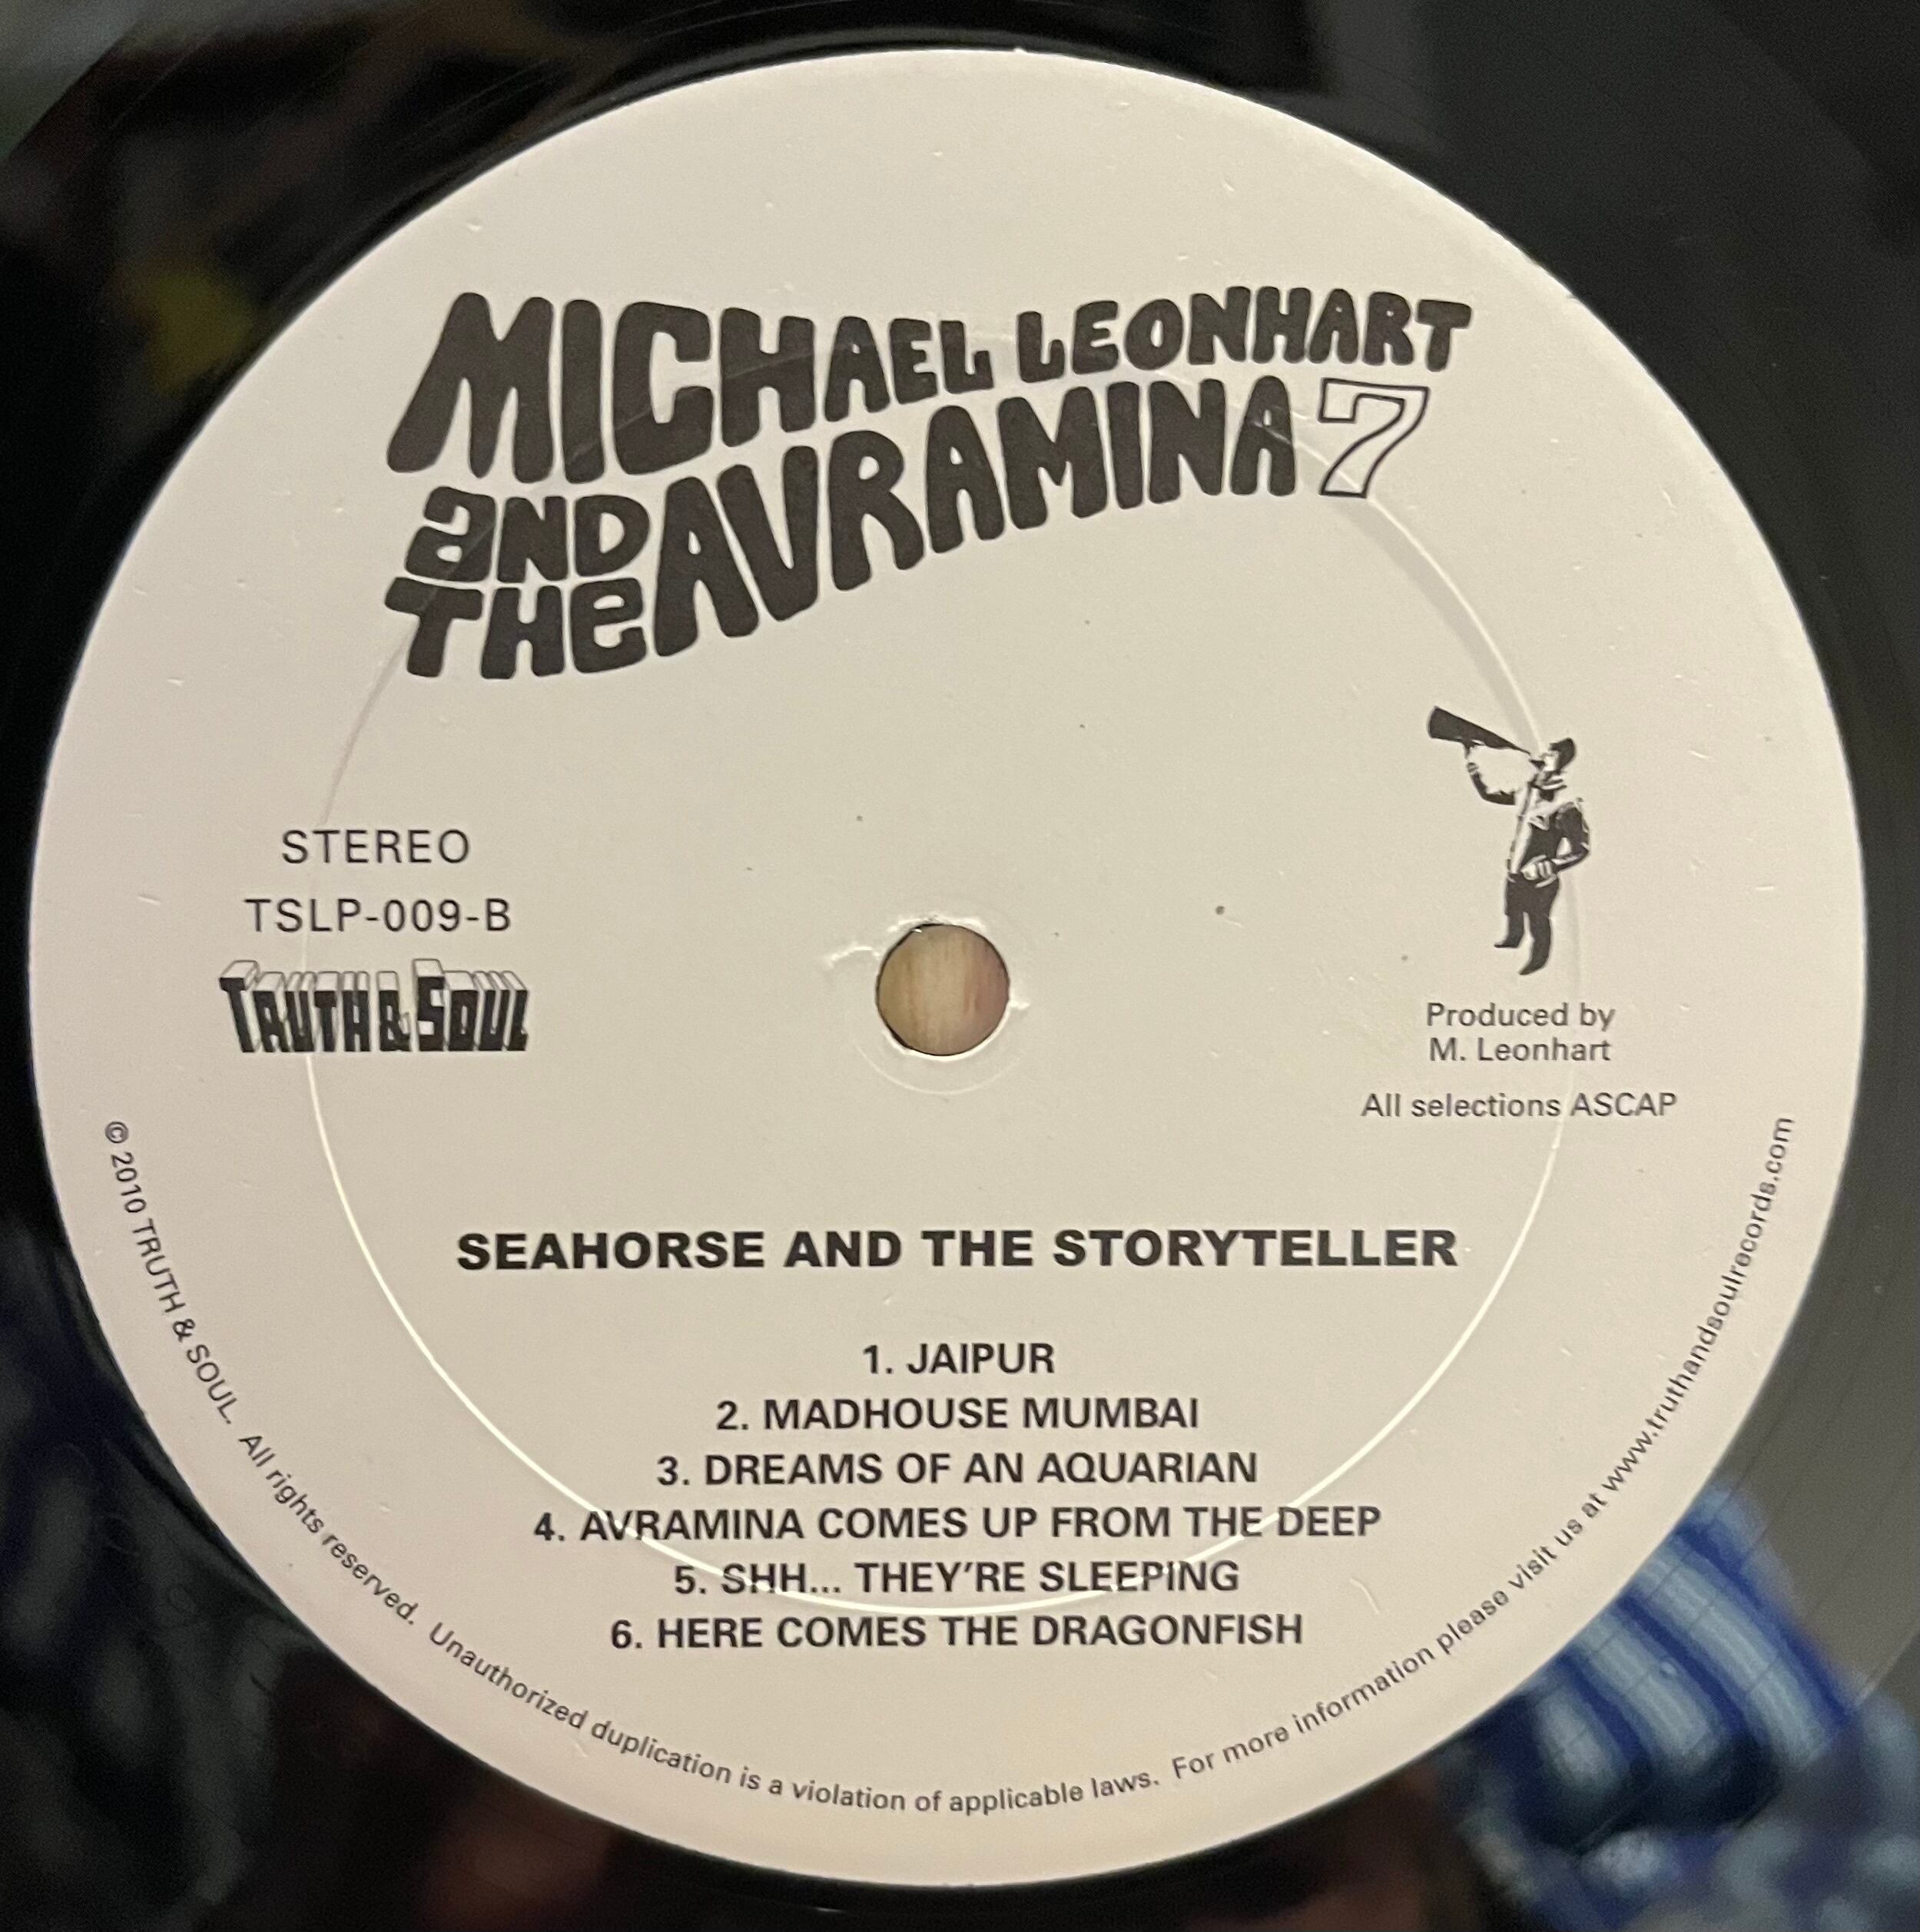 MICHAEL LEONHART
aND THe AVRAMINA 7
STEREO
TSLP-009-B
TRUTH & SOUL
Produced by
M. Leonhart
All selections ASCAP
SEAHORSE AND THE STORYTELLER
1. JAIPUR
2. MADHOUSE MUMBAI
3. DREAMS OF AN AQUARIAN
4. AVRAMINA COMES UP FROM THE DEEP
5. SHH... THEY'RE SLEEPING
6. HERE COMES THE DRAGONFISH
© 2010 TRUTH & SOUL. All rights reserved. Unauthorized duplication is a violation of applicable laws. For more information please visit us at www.truthandsoulrecords.com